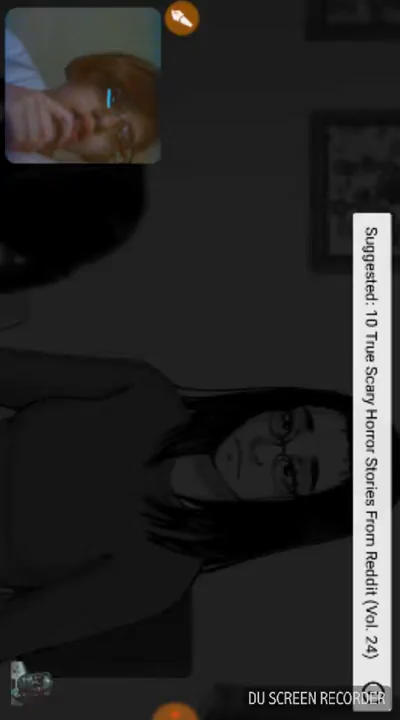 Suggested: 10 True Scary Horror Stories From Reddit (Vol. 24)
DU SCREEN RECORDER